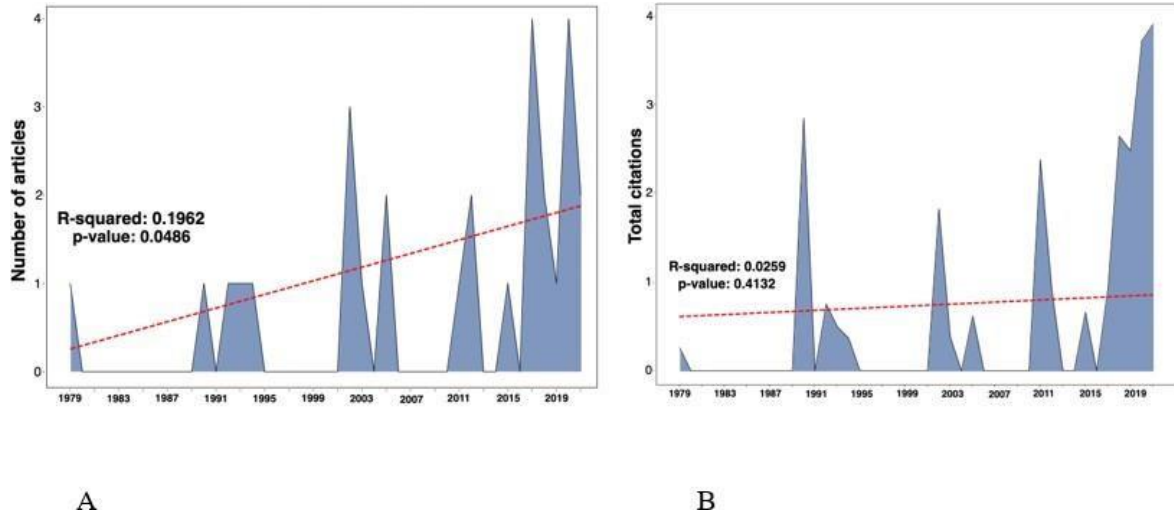 Number of articles
4
3
2
1
0
R-squared: 0.1962
p-value: 0.0486
1979 1983 1987 1991 1995 1999 2003 2007 2011 2015 2019
A
Total citations
4
3
2
1
0
R-squared: 0.0259
p-value: 0.4132
1979 1983 1987 1991 1995 1999 2003 2007 2011 2015 2019
B